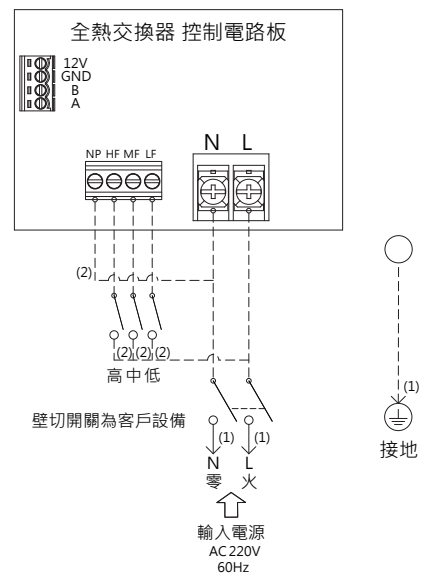 全熱交換器 控制電路板
12V
GND
B
A
NP HF MF LF
N L
(2)
(2) (2) (2)
高 中 低
(1)
接地
壁切開關為客戶設備
(1) (1)
N L
零 火
輸入電源
AC220V
60Hz